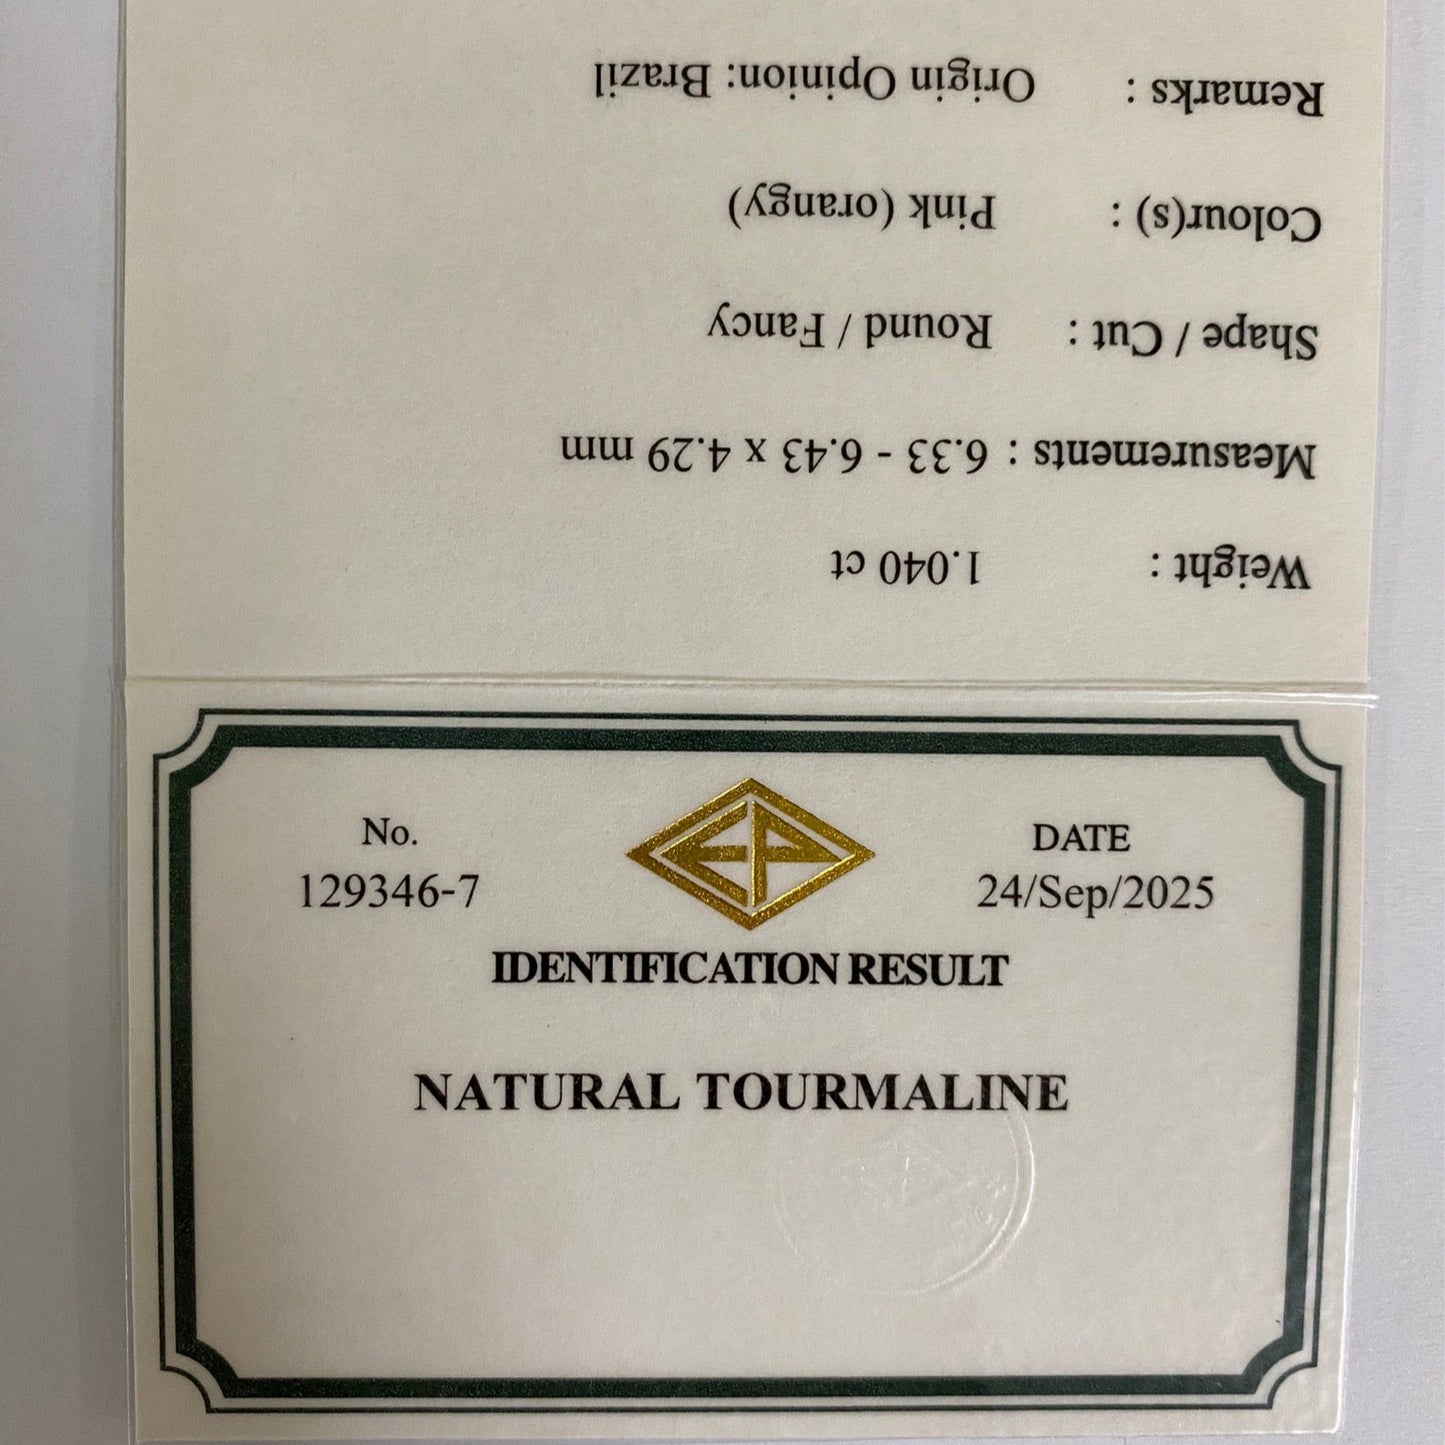 No.
129346-7
EP
DATE
24/Sep/2025
IDENTIFICATION RESULT
NATURAL TOURMALINE
Weight : 1.040 ct
Measurements : 6.33 - 6.43 x 4.29 mm
Shape / Cut : Round / Fancy
Colour(s) : Pink (orangy)
Remarks : Origin Opinion: Brazil